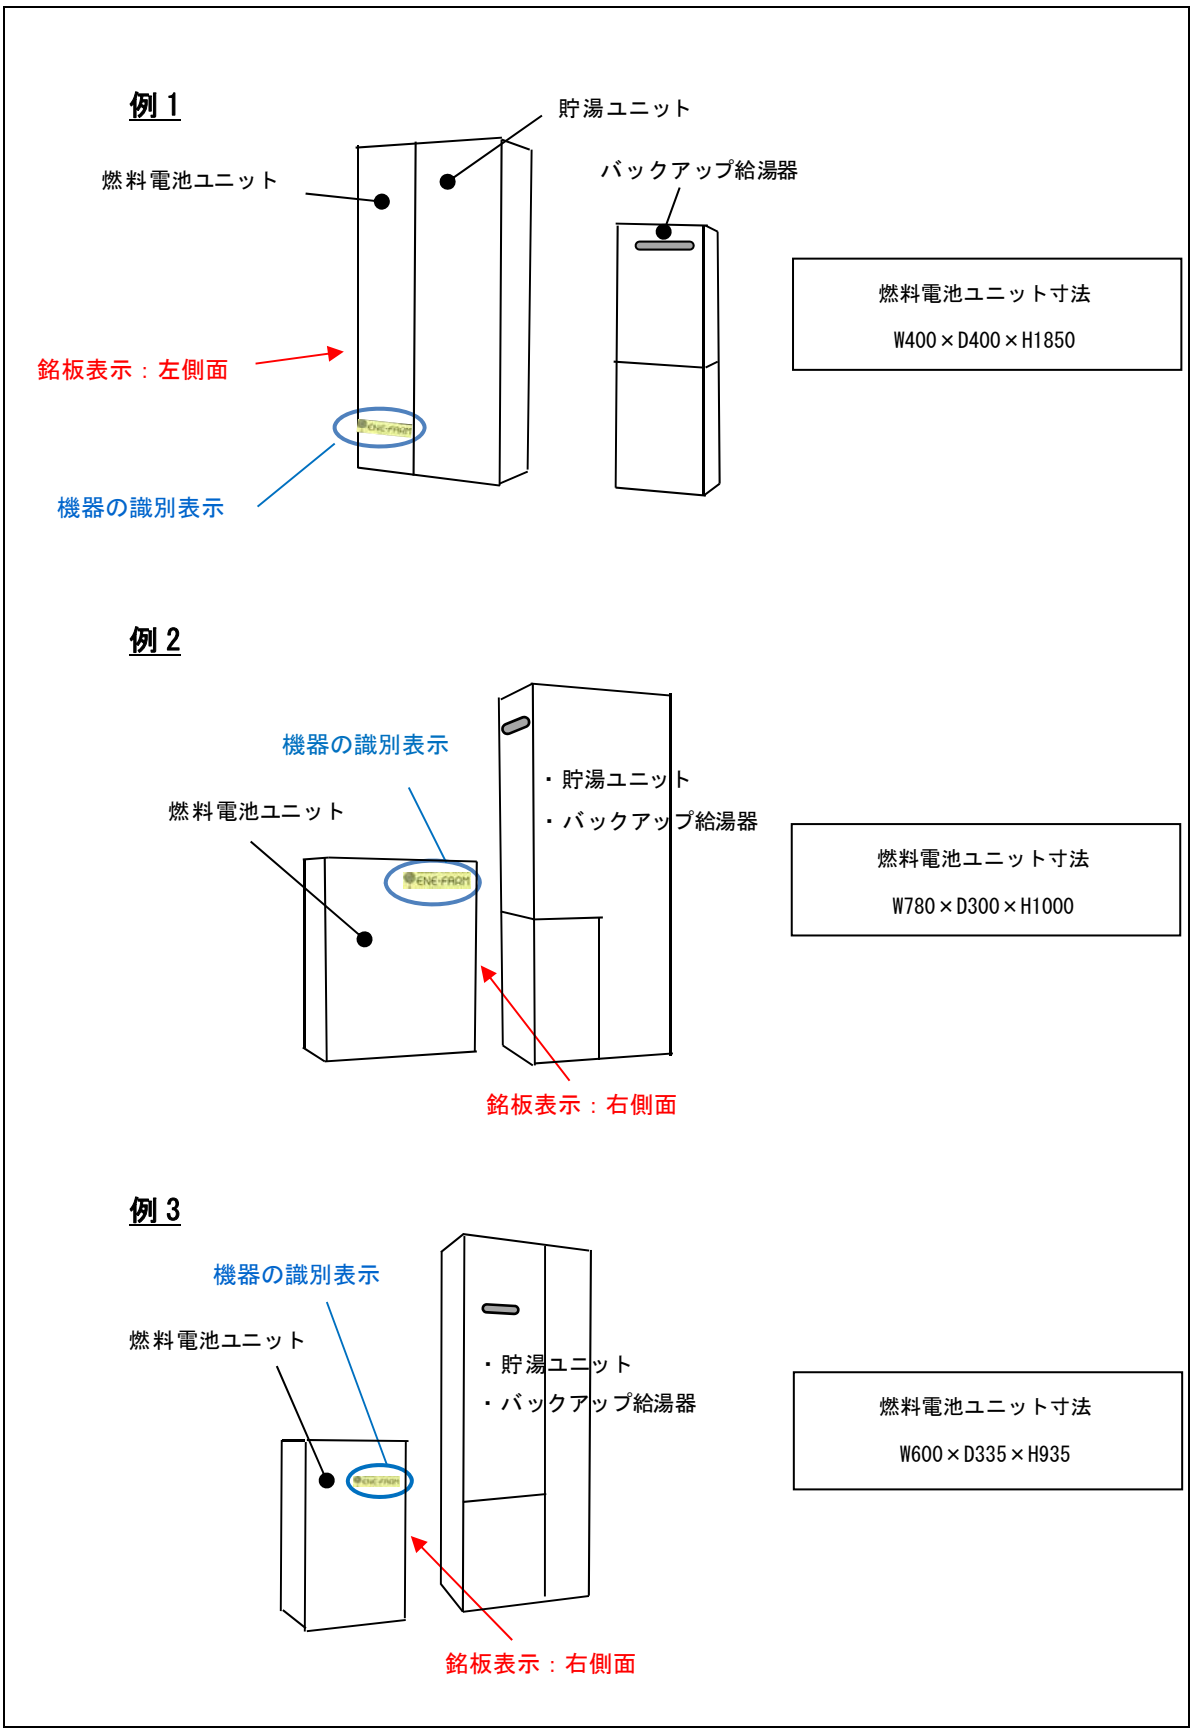 例1
貯湯ユニット
燃料電池ユニット
バックアップ給湯器
燃料電池ユニット寸法
W400×D400×H1850
銘板表示：左側面
ENE-FARM
機器の識別表示
例2
機器の識別表示
・貯湯ユニット
燃料電池ユニット
・バックアップ給湯器
燃料電池ユニット寸法
W780×D300×H1000
ENE-FARM
銘板表示：右側面
例3
機器の識別表示
燃料電池ユニット
・貯湯ユニット
・バックアップ給湯器
燃料電池ユニット寸法
W600×D335×H935
ENE-FARM
銘板表示：右側面